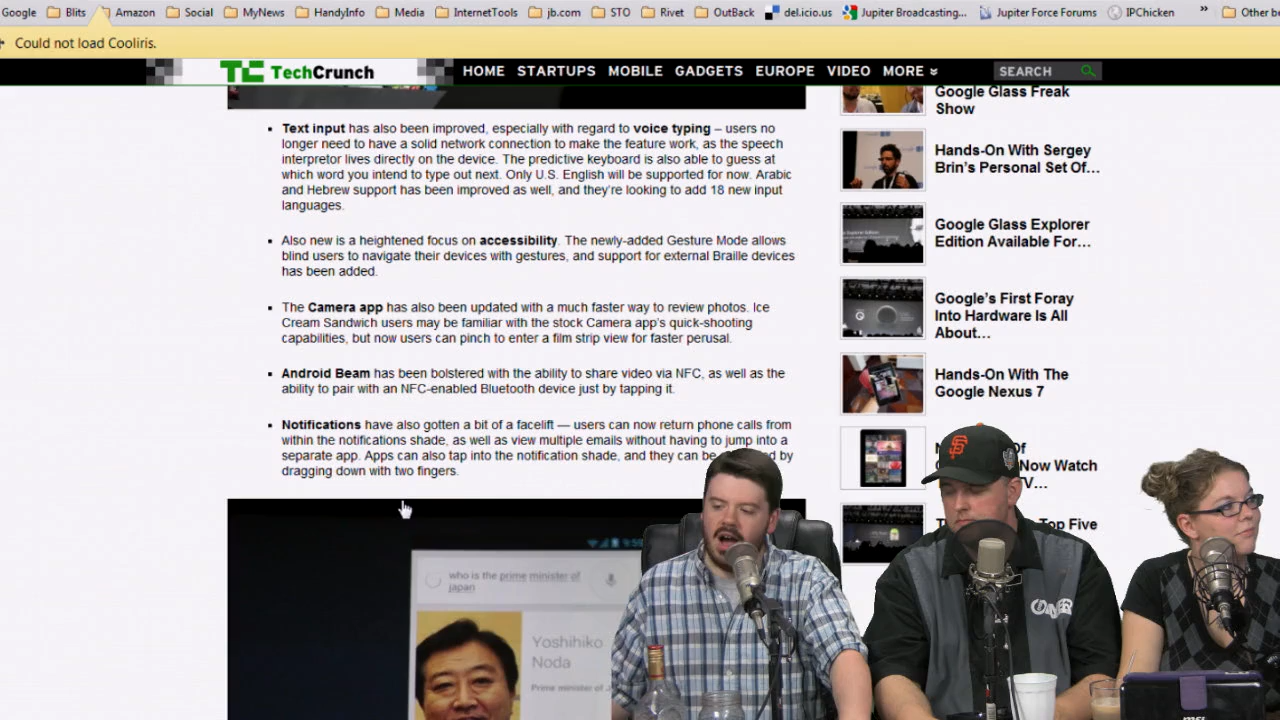 Google Blits Amazon Social MyNews HandyInfo Media InternetTools jb.com STO Rivet OutBack del.icio.us Jupiter Broadcasting... Jupiter Force Forums IPChicken » Other
Could not load Cooliris.
TC TechCrunch HOME STARTUPS MOBILE GADGETS EUROPE VIDEO MORE SEARCH
Text input has also been improved, especially with regard to voice typing – users no
longer need to have a solid network connection to make the feature work, as the speech
interpreter lives directly on the device. The predictive keyboard is also able to guess at
which word you intend to type out next. Only U.S. English will be supported for now. Arabic
and Hebrew support has been improved as well, and they're looking to add 18 new input
languages.
Also new is a heightened focus on accessibility. The newly-added Gesture Mode allows
blind users to navigate their devices with gestures, and support for external Braille devices
has been added.
The Camera app has also been updated with a much faster way to review photos. Ice
Cream Sandwich users may be familiar with the stock Camera app's quick-shooting
capabilities, but now users can pinch to enter a film strip view for faster perusal.
Android Beam has been bolstered with the ability to share video via NFC, as well as the
ability to pair with an NFC-enabled Bluetooth device just by tapping it.
Notifications have also gotten a bit of a facelift — users can now return phone calls from
within the notifications shade, as well as view multiple emails without having to jump into a
separate app. Apps can also tap into the notification shade, and they can be by
dragging down with two fingers.
who is the prime minister of
japan
Yoshihiko
Noda
Prime minister of
Google Glass Freak
Show
Hands-On With Sergey
Brin's Personal Set Of...
Google Glass Explorer
Edition Available For...
Google's First Foray
Into Hardware Is All
About...
Hands-On With The
Google Nexus 7
Of
Now Watch
TV...
Top Five
SF
msi